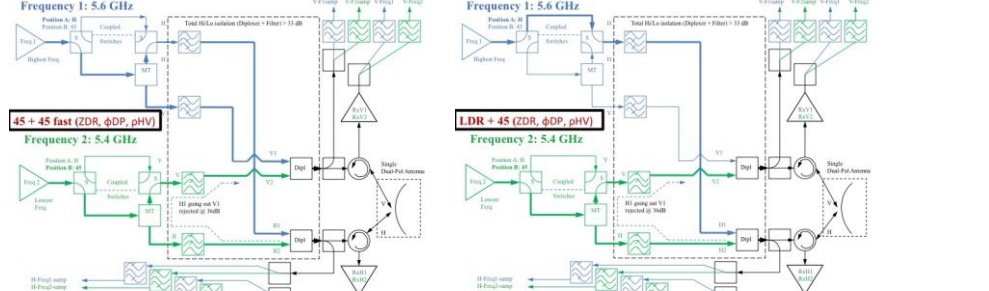 Frequency 1: 5.6 GHz
Position A: H
Position B: 45
Coupled
Switches
Freq 1
Highest Freq
S
S
H
H
MT
Total Hi/Lo isolation (Diplexer + Filter) > 33 dB
45 + 45 fast (ZDR, ϕDP, ρHV)
Frequency 2: 5.4 GHz
Position A: H
Position B: 45
Coupled
Switches
Freq 2
Lowest
Freq
S
S
V
V
MT
H
V1
V2
Dipl
H1 going out V1
rejected @ 36dB
H1
H2
Dipl
RxV1
RxV2
Single
Dual-Pol Antenna
V
H
RxH1
RxH2
H-Freq1-samp
H-Freq2-samp
Frequency 1: 5.6 GHz
Position A: H
Position B: 45
Coupled
Switches
Freq 1
Highest Freq
S
S
H
H
MT
Total Hi/Lo isolation (Diplexer + Filter) > 33 dB
LDR + 45 (ZDR, ϕDP, ρHV)
Frequency 2: 5.4 GHz
Position A: H
Position B: 45
Coupled
Switches
Freq 2
Lowest
Freq
S
S
V
V
MT
H
V1
V2
Dipl
H1 going out V1
rejected @ 36dB
H1
H2
Dipl
RxV1
RxV2
Single
Dual-Pol Antenna
V
H
RxH1
RxH2
H-Freq1-samp
H-Freq2-samp